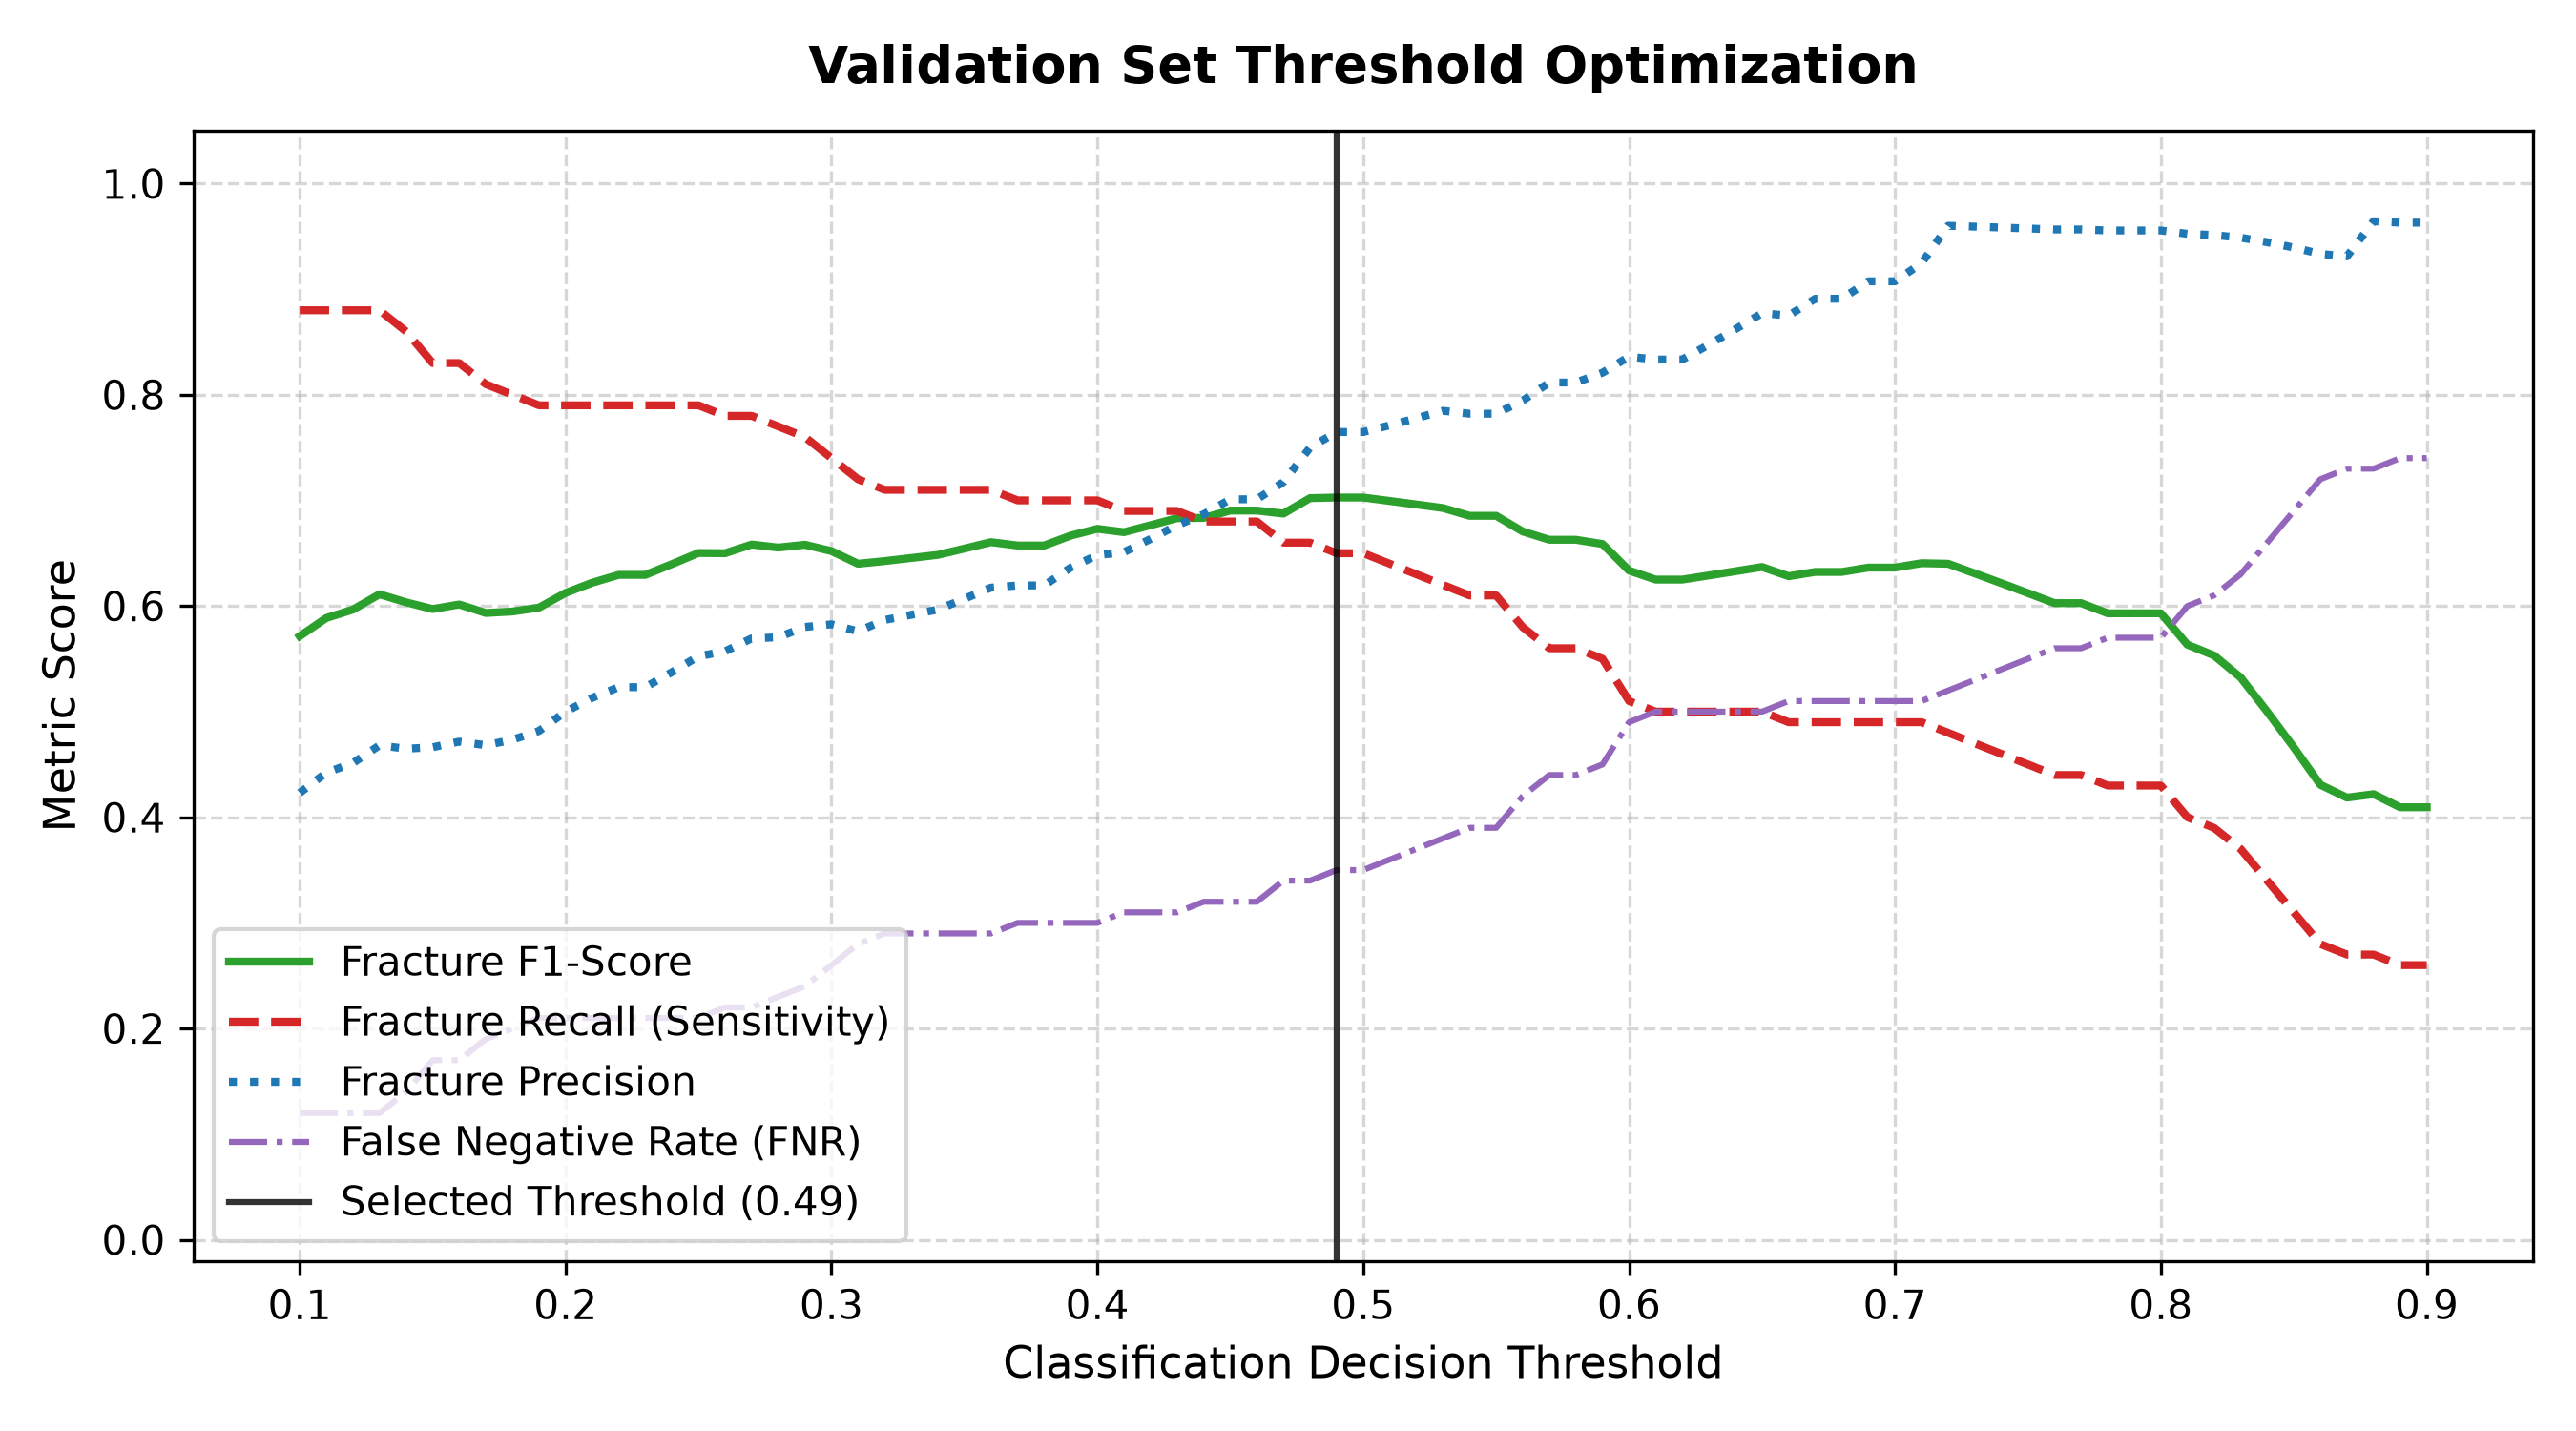 Validation Set Threshold Optimization
Metric Score
1.0
0.8
0.6
0.4
0.2
0.0
Fracture F1-Score
Fracture Recall (Sensitivity)
Fracture Precision
False Negative Rate (FNR)
Selected Threshold (0.49)
0.1 0.2 0.3 0.4 0.5 0.6 0.7 0.8 0.9
Classification Decision Threshold